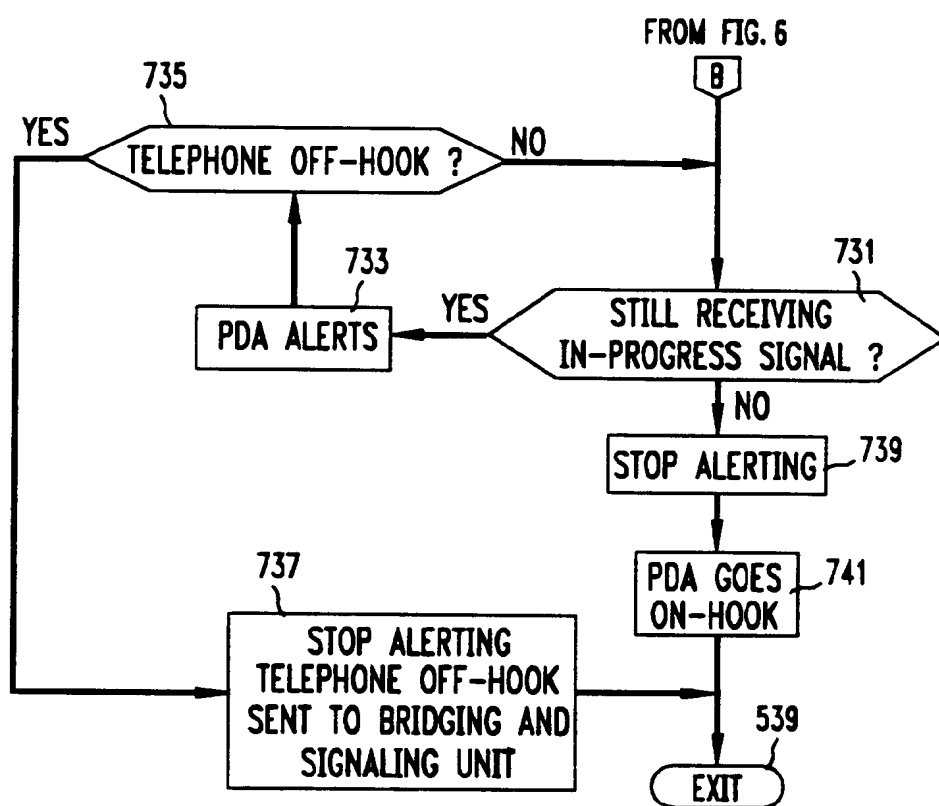 FROM FIG. 6
B
735
YES
TELEPHONE OFF-HOOK ?
NO
731
733
YES
PDA ALERTS
STILL RECEIVING
IN-PROGRESS SIGNAL ?
NO
STOP ALERTING
739
737
PDA GOES
ON-HOOK
741
STOP ALERTING
TELEPHONE OFF-HOOK
SENT TO BRIDGING AND
SIGNALING UNIT
539
EXIT